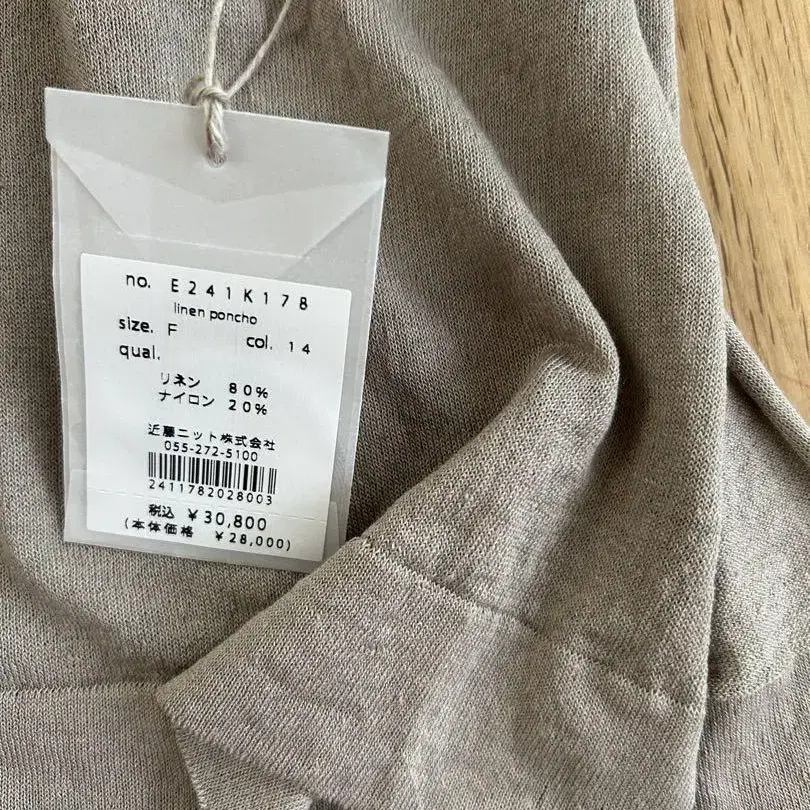 no. E241K178
linen poncho
size. F col. 14
qual.
リネン 80%
ナイロン 20%
近藤ニット株式会社
055-272-5100
2411782028003
税込 ¥30,800
(本体価格 ¥28,000)